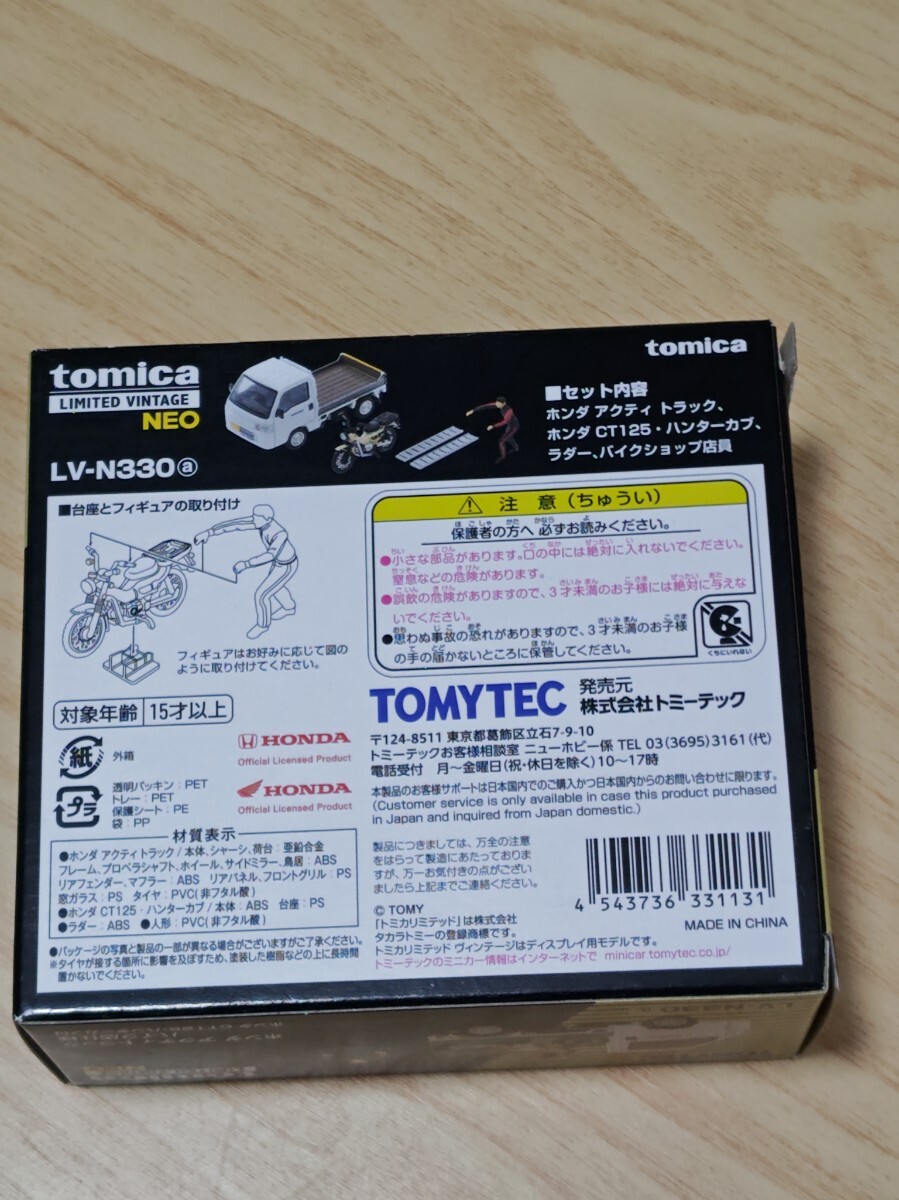 tomica
LIMITED VINTAGE
NEO
LV-N330ⓐ
tomica
■セット内容
ホンダ アクティ トラック、
ホンダ CT125・ハンターカブ、
ラダー、バイクショップ店員
■台座とフィギュアの取り付け
フィギュアはお好みに応じて図の
ように取り付けてください。
対象年齢 15才以上
紙 外箱
プラ
透明パッキン:PET
トレー:PET
保護シート:PE
袋:PP
HONDA
Official Licensed Product
HONDA
Official Licensed Product
材質表示
●ホンダ アクティトラック/本体、シャーシ、荷台:亜鉛合金
フレーム、プロペラシャフト、ホイール、サイドミラー、鳥居:ABS
リアフェンダー、マフラー:ABS リアパネル、フロントグリル:PS
窓ガラス:PS タイヤ:PVC(非フタル酸)
●ホンダ CT125・ハンターカブ/本体:ABS 台座:PS
●ラダー:ABS ●人形:PVC(非フタル酸)
●パッケージの写真と製品の一部が異なる場合がございますがご了承ください。
※タイヤが接する箇所に影響を及ぼすため、塗装した樹脂などの上に長時間
置かないでください。
⚠ 注 意(ちゅうい)
保護者の方へ 必ずお読みください。
●小さな部品があります。口の中には絶対に入れないでください。
窒息などの危険があります。
●誤飲の危険がありますので、3才未満のお子様には絶対に与えな
いでください。
●思わぬ事故の恐れがありますので、3才未満のお子様
の手の届かないところに保管してください。
くちにいれない
TOMYTEC 発売元
株式会社トミーテック
〒124-8511 東京都葛飾区立石7-9-10
トミーテックお客様相談室 ニューホビー係 TEL 03(3695)3161(代)
電話受付 月~金曜日(祝・休日を除く)10~17時
本製品のお客様サポートは日本国内でのご購入かつ日本国内からのお問い合わせに限ります。
(Customer service is only available in case this product purchased
in Japan and inquired from Japan domestic.)
製品につきましては、万全の注意
をはらって製造にあたっております
が、万一お気付きの点がござい
ましたら上記までご連絡ください。
© TOMY
「トミカリミテッド」は株式会社
タカラトミーの登録商標です。
トミカリミテッド ヴィンテージはディスプレイ用モデルです。
トミーテックのミニカー情報はインターネットで minicar.tomytec.co.jp/
4 543736 331131
MADE IN CHINA